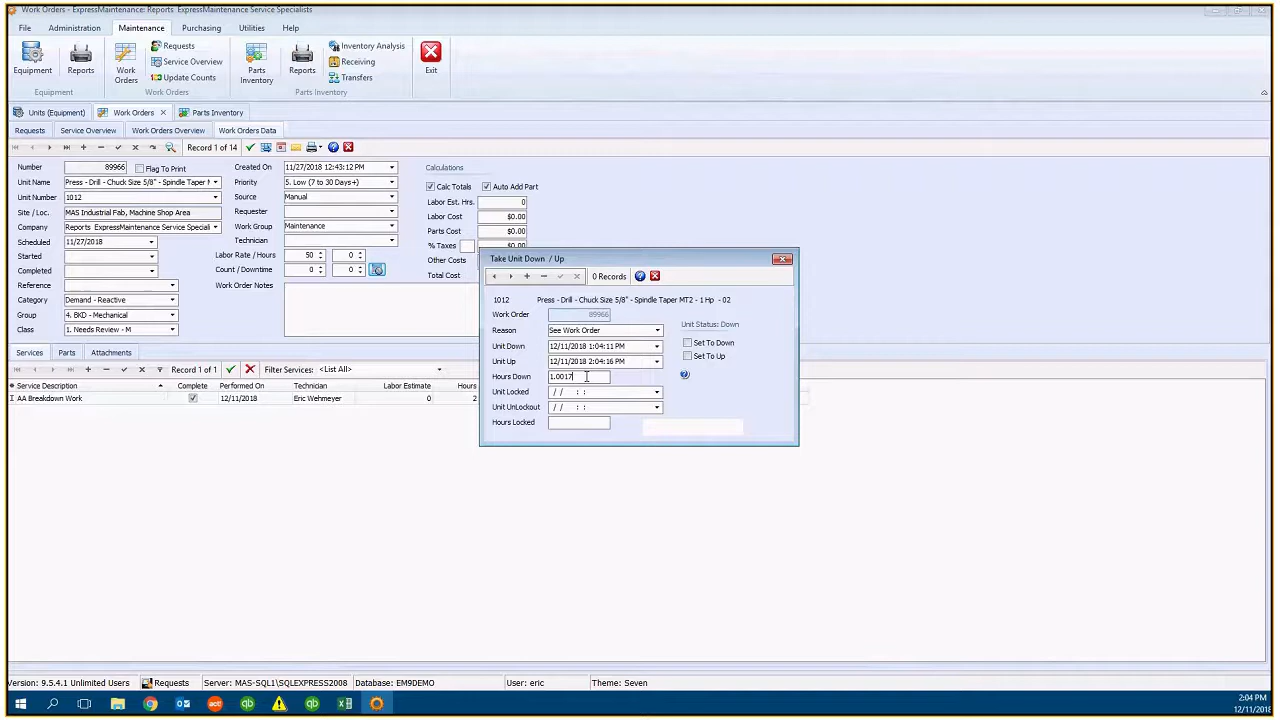 Work Orders - ExpressMaintenance: Reports ExpressMaintenance Service Specialists
File Administration Maintenance Purchasing Utilities Help
Equipment
Reports
Work Orders
Requests
Service Overview
Update Counts
Parts Inventory
Reports
Inventory Analysis
Receiving
Transfers
Exit
Equipment Work Orders Parts Inventory
Units (Equipment) Work Orders Parts Inventory
Requests Service Overview Work Orders Overview Work Orders Data
Record 1 of 14
Number 89966 Flag To Print
Unit Name Press - Drill - Chuck Size 5/8" - Spindle Taper
Unit Number 1012
Site / Loc. MAS Industrial Fab, Machine Shop Area
Company Reports ExpressMaintenance Service Speciali
Scheduled 11/27/2018
Started
Completed
Reference
Category Demand - Reactive
Group 4. BKD - Mechanical
Class 1. Needs Review - M
Created On 11/27/2018 12:43:12 PM
Priority 5. Low (7 to 30 Days+)
Source Manual
Requester
Work Group Maintenance
Technician
Labor Rate / Hours 50 0
Count / Downtime 0 0
Work Order Notes
Calculations
Calc Totals Auto Add Part
Labor Est. Hrs. 0
Labor Cost $0.00
Parts Cost $0.00
% Taxes $0.00
Other Costs
Total Cost
Take Unit Down / Up
0 Records
1012 Press - Drill - Chuck Size 5/8" - Spindle Taper MT2 - 1 Hp - 02
Work Order 89966
Reason See Work Order
Unit Down 12/11/2018 1:04:11 PM
Unit Up 12/11/2018 2:04:16 PM
Hours Down 1.0017
Unit Locked / / : :
Unit UnLockout / / : :
Hours Locked
Unit Status: Down
Set To Down
Set To Up
Services Parts Attachments
Record 1 of 1 Filter Services: <List All>
Service Description Complete Performed On Technician Labor Estimate Hours
AA Breakdown Work 12/11/2018 Eric Wehmeyer 0 2
Version: 9.5.4.1 Unlimited Users Requests Server: MAS-SQL1\SQLEXPRESS2008 Database: EM9DEMO User: eric Theme: Seven
act!
qb
qb
2:04 PM
12/11/2018